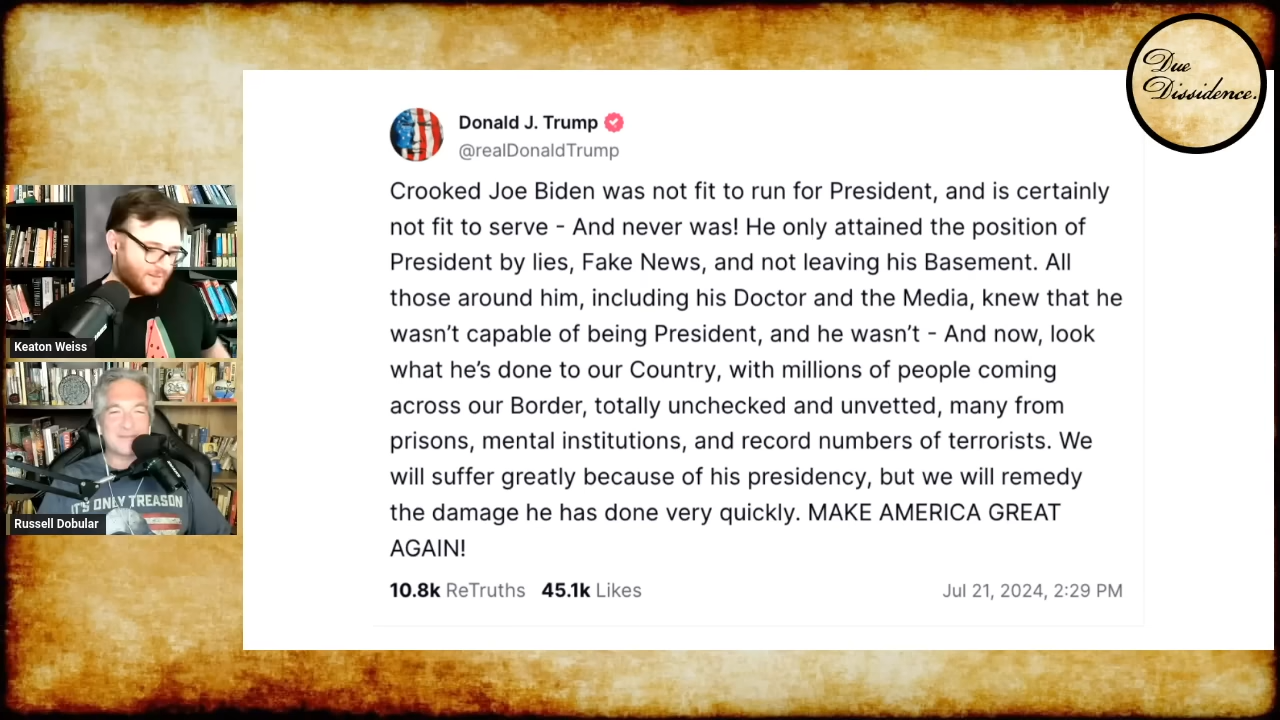 Due
Dissidence.
Donald J. Trump
@realDonaldTrump
Crooked Joe Biden was not fit to run for President, and is certainly
not fit to serve - And never was! He only attained the position of
President by lies, Fake News, and not leaving his Basement. All
those around him, including his Doctor and the Media, knew that he
wasn’t capable of being President, and he wasn’t - And now, look
what he’s done to our Country, with millions of people coming
across our Border, totally unchecked and unvetted, many from
prisons, mental institutions, and record numbers of terrorists. We
will suffer greatly because of his presidency, but we will remedy
the damage he has done very quickly. MAKE AMERICA GREAT
AGAIN!
10.8k ReTruths 45.1k Likes
Jul 21, 2024, 2:29 PM
Keaton Weiss
IT'S ONLY TREASON
Russell Dobular